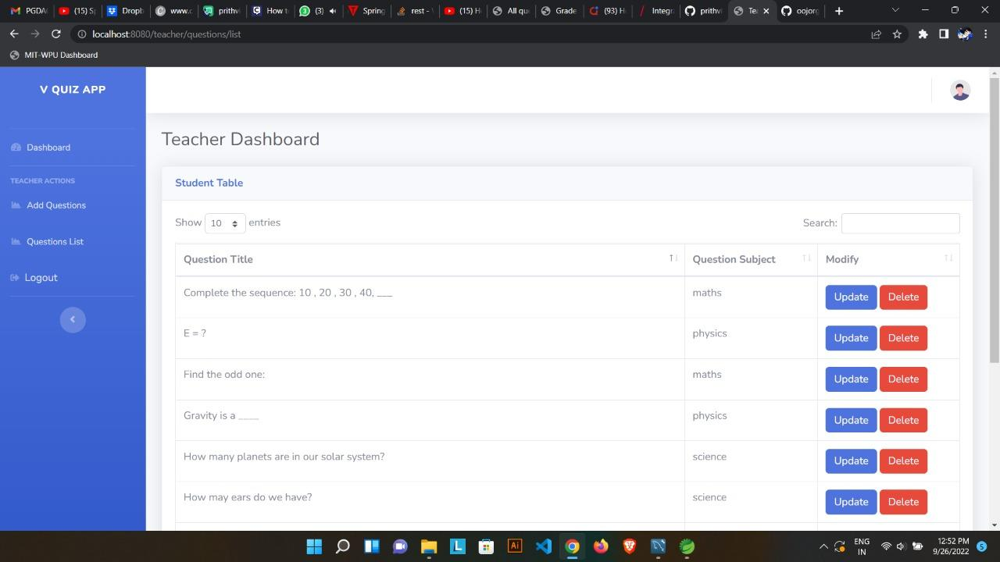 PGDA
(15) S
Dropb
www.c
prithvi
How t
(3)
Spring
rest -
(15) H
All qu
Grade
(93) H
Integr
prithvi
Te
oojorg
localhost:8080/teacher/questions/list
MIT-WPU Dashboard
V QUIZ APP
Dashboard
TEACHER ACTIONS
Add Questions
Questions List
Logout
Teacher Dashboard
Student Table
Show 10 entries
Search:
Question Title Question Subject Modify
Complete the sequence: 10 , 20 , 30 , 40, ___ maths Update Delete
E = ? physics Update Delete
Find the odd one: maths Update Delete
Gravity is a ____ physics Update Delete
How many planets are in our solar system? science Update Delete
How may ears do we have? science Update Delete
Ai
ENG
IN
12:52 PM
9/26/2022
5